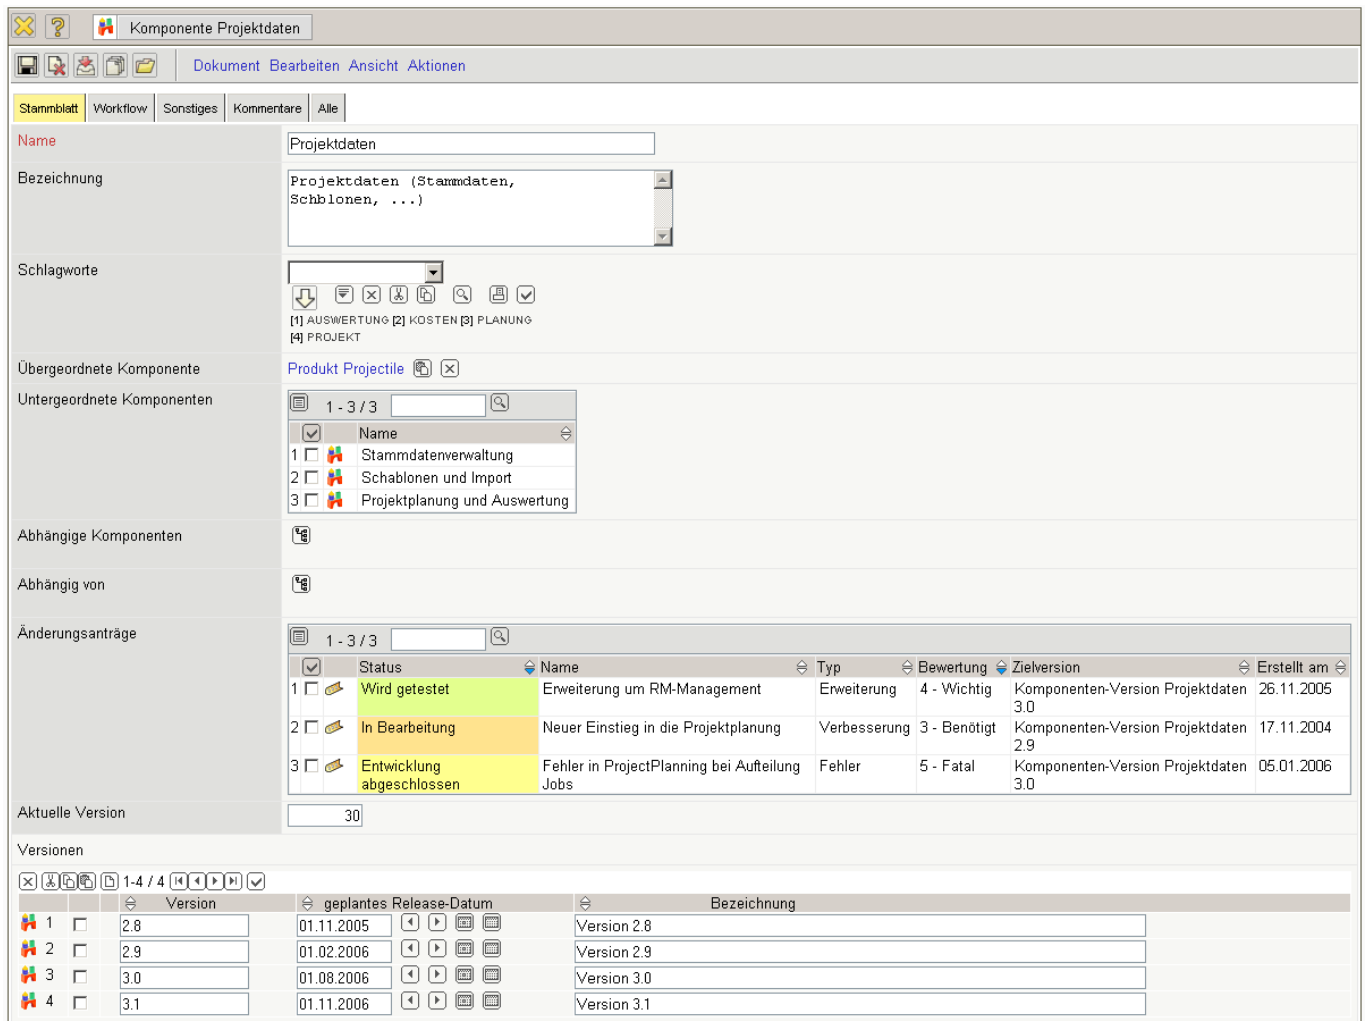 Komponente Projektdaten
Dokument Bearbeiten Ansicht Aktionen
Stammblatt Workflow Sonstiges Kommentare Alle
Name Projektdaten
Bezeichnung Projektdaten (Stammdaten,
Schblonen, ...)
Schlagworte
[1] AUSWERTUNG [2] KOSTEN [3] PLANUNG
[4] PROJEKT
Übergeordnete Komponente Produkt Projectile
Untergeordnete Komponenten 1 - 3 / 3
Name
1 Stammdatenverwaltung
2 Schablonen und Import
3 Projektplanung und Auswertung
Abhängige Komponenten
Abhängig von
Änderungsanträge 1 - 3 / 3
Status Name Typ Bewertung Zielversion Erstellt am
1 Wird getestet Erweiterung um RM-Management Erweiterung 4 - Wichtig Komponenten-Version Projektdaten 26.11.2005
3.0
2 In Bearbeitung Neuer Einstieg in die Projektplanung Verbesserung 3 - Benötigt Komponenten-Version Projektdaten 17.11.2004
2.9
3 Entwicklung Fehler in ProjectPlanning bei Aufteilung Fehler 5 - Fatal Komponenten-Version Projektdaten 05.01.2006
abgeschlossen Jobs 3.0
Aktuelle Version 30
Versionen
1-4 / 4
Version geplantes Release-Datum Bezeichnung
1 2.8 01.11.2005 Version 2.8
2 2.9 01.02.2006 Version 2.9
3 3.0 01.08.2006 Version 3.0
4 3.1 01.11.2006 Version 3.1